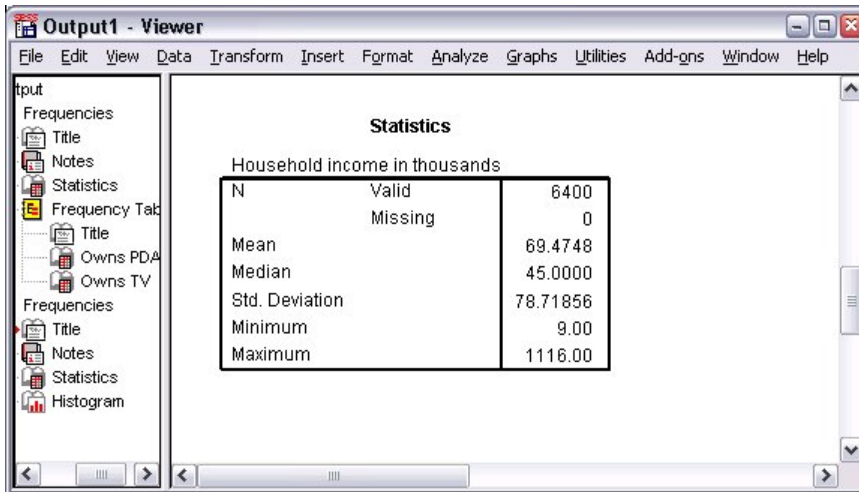 Output1 - Viewer
File Edit View Data Transform Insert Format Analyze Graphs Utilities Add-ons Window Help
tput
Frequencies
Title
Notes
Statistics
Frequency Tab
Title
Owns PDA
Owns TV
Frequencies
Title
Notes
Statistics
Histogram
Statistics
Household income in thousands
N Valid 6400
Missing 0
Mean 69.4748
Median 45.0000
Std. Deviation 78.71856
Minimum 9.00
Maximum 1116.00